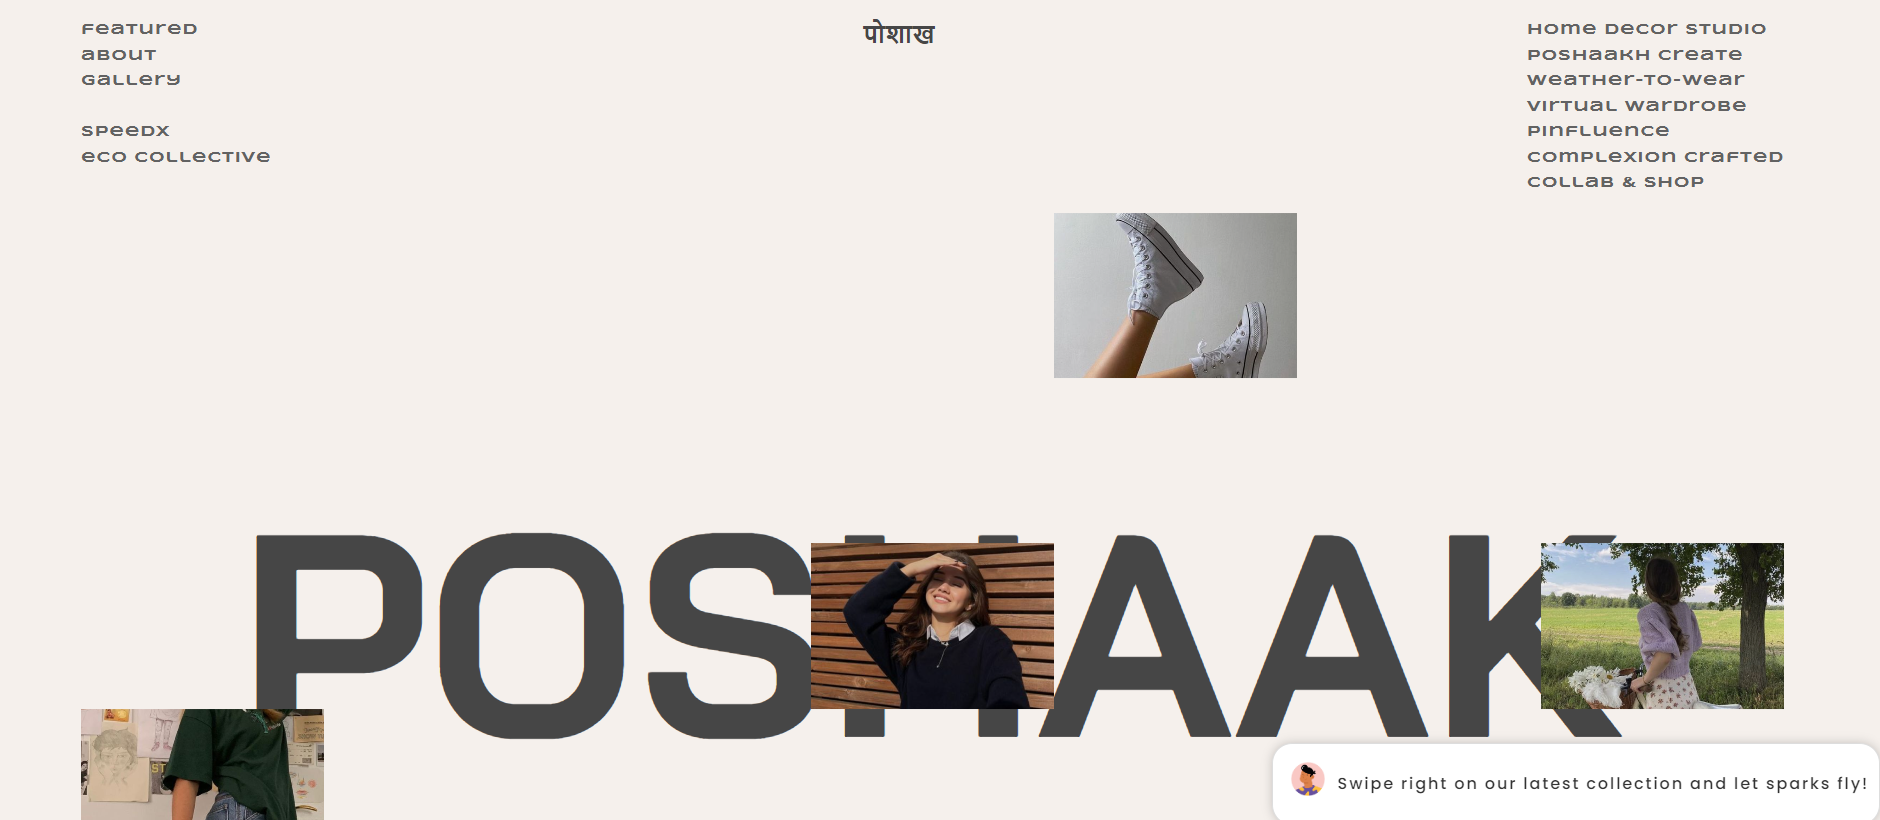 Featured
About
Gallery
SpeedX
Eco Collective
पोशाख
Home Decor Studio
Poshaakh Create
Weather-to-Wear
Virtual Wardrobe
Pinfluence
Complexion Crafted
Collab & Shop
POSHAAK
Swipe right on our latest collection and let sparks fly!